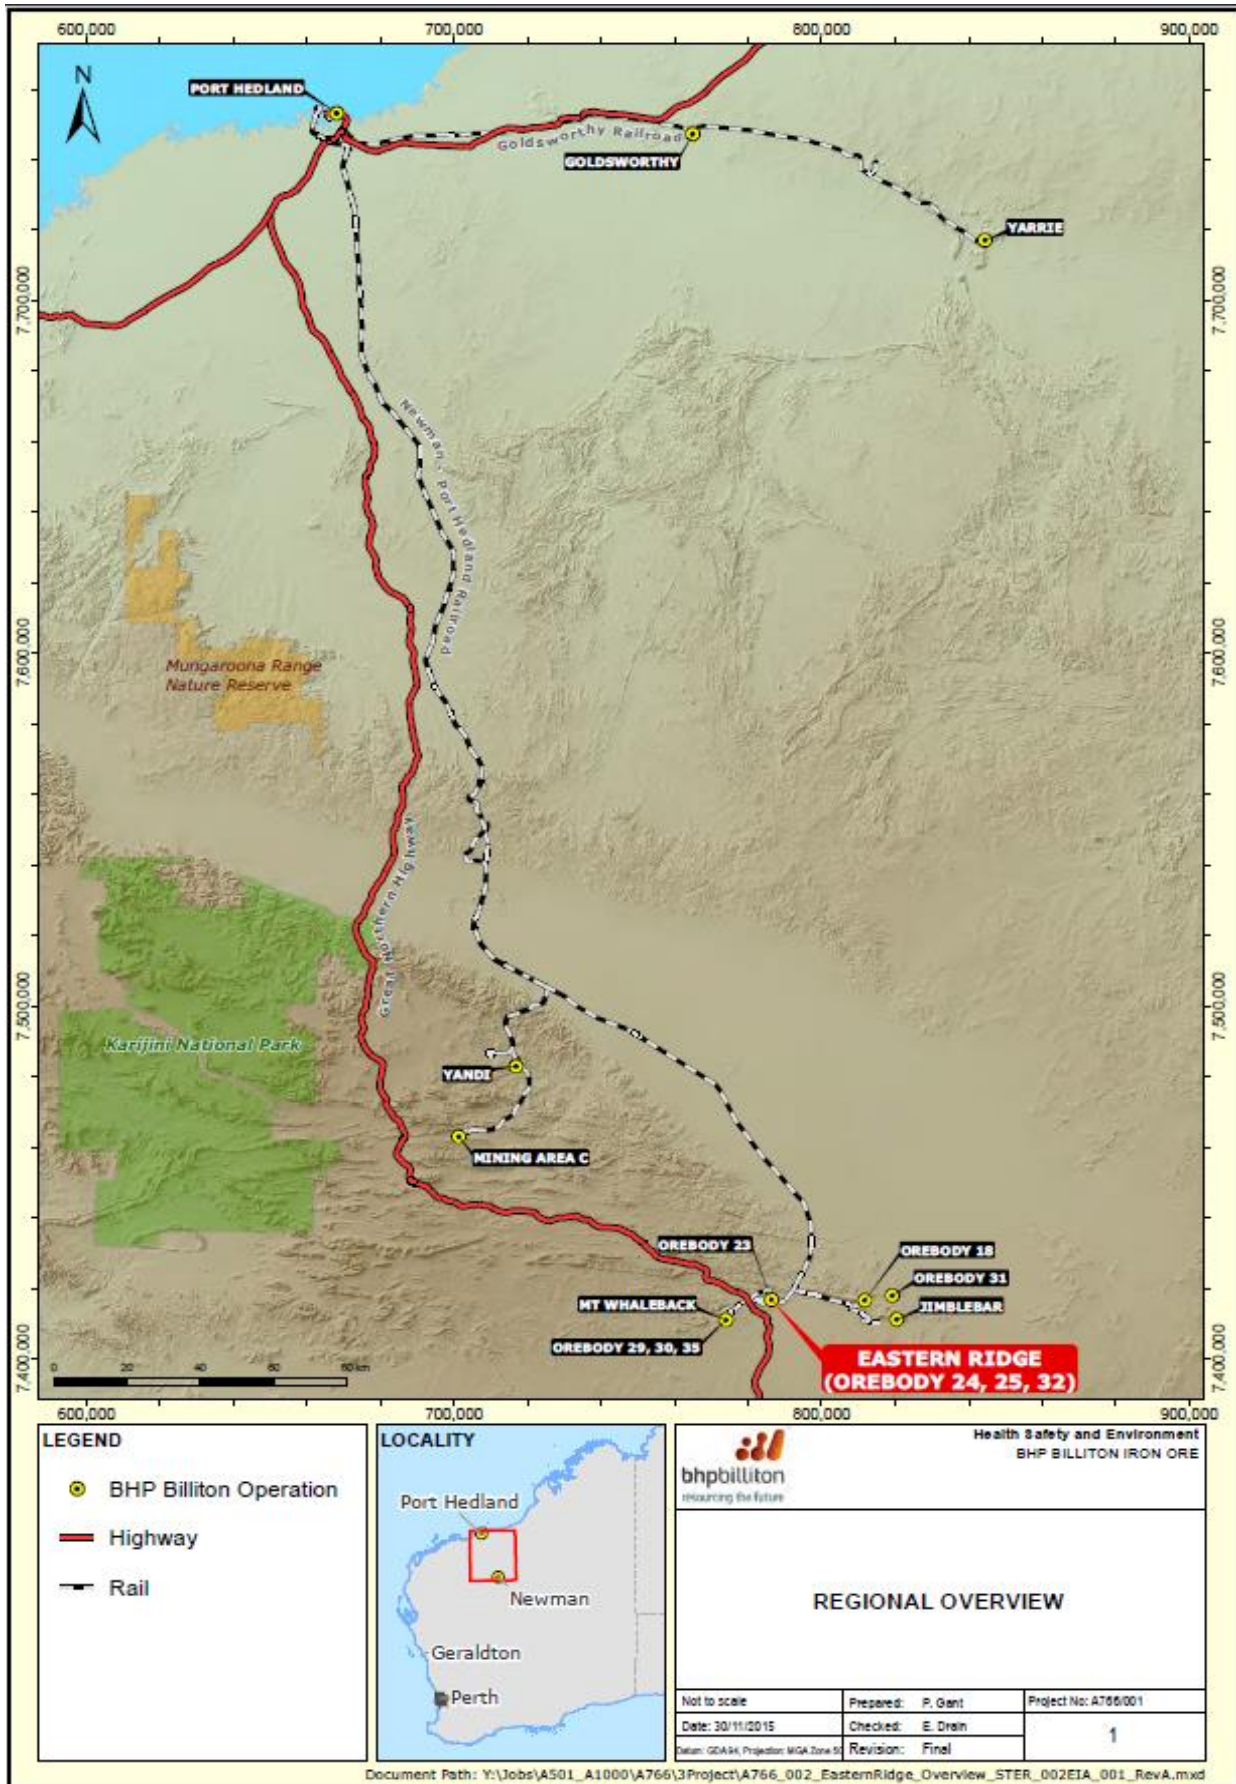 600,000 700,000 800,000 900,000
N
PORT HEDLAND
Goldsworthy Railroad
GOLDSWORTHY
YARRIE
7,700,000 7,700,000
Newman - Port Hedland Railroad
7,600,000 7,600,000
Mungaroona Range
Nature Reserve
Great Northern Highway
7,500,000 7,500,000
Karijini National Park
YANDI
MINING AREA C
OREBODY 23
OREBODY 18
OREBODY 31
MT WHALEBACK
JIMBLEBAR
OREBODY 29, 30, 35
EASTERN RIDGE
(OREBODY 24, 25, 32)
7,400,000 7,400,000
0 20 40 60 80 km
600,000 700,000 800,000 900,000
LEGEND
BHP Billiton Operation
Highway
Rail
LOCALITY
Port Hedland
Newman
Geraldton
Perth
bhpbilliton
resourcing the future
Health Safety and Environment
BHP BILLITON IRON ORE
REGIONAL OVERVIEW
Not to scale
Prepared: P. Gant
Project No: A766/001
Date: 30/11/2015
Checked: E. Drain
1
Datum: GDA94, Projection: MGA Zone 50
Revision: Final
Document Path: Y:\Jobs\A501_A1000\A766\3Project\A766_002_EasternRidge_Overview_STER_002EIA_001_RevA.mxd